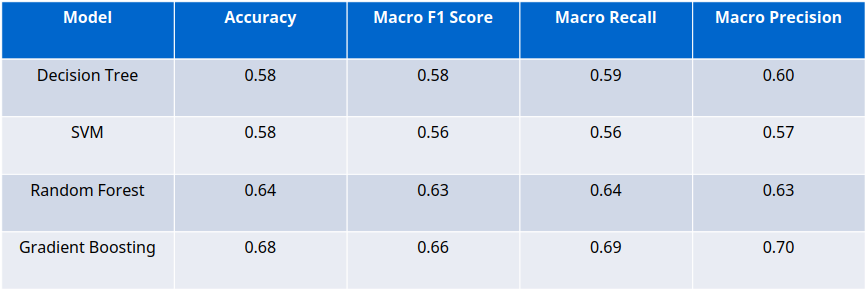 Model Accuracy Macro F1 Score Macro Recall Macro Precision
Decision Tree 0.58 0.58 0.59 0.60
SVM 0.58 0.56 0.56 0.57
Random Forest 0.64 0.63 0.64 0.63
Gradient Boosting 0.68 0.66 0.69 0.70